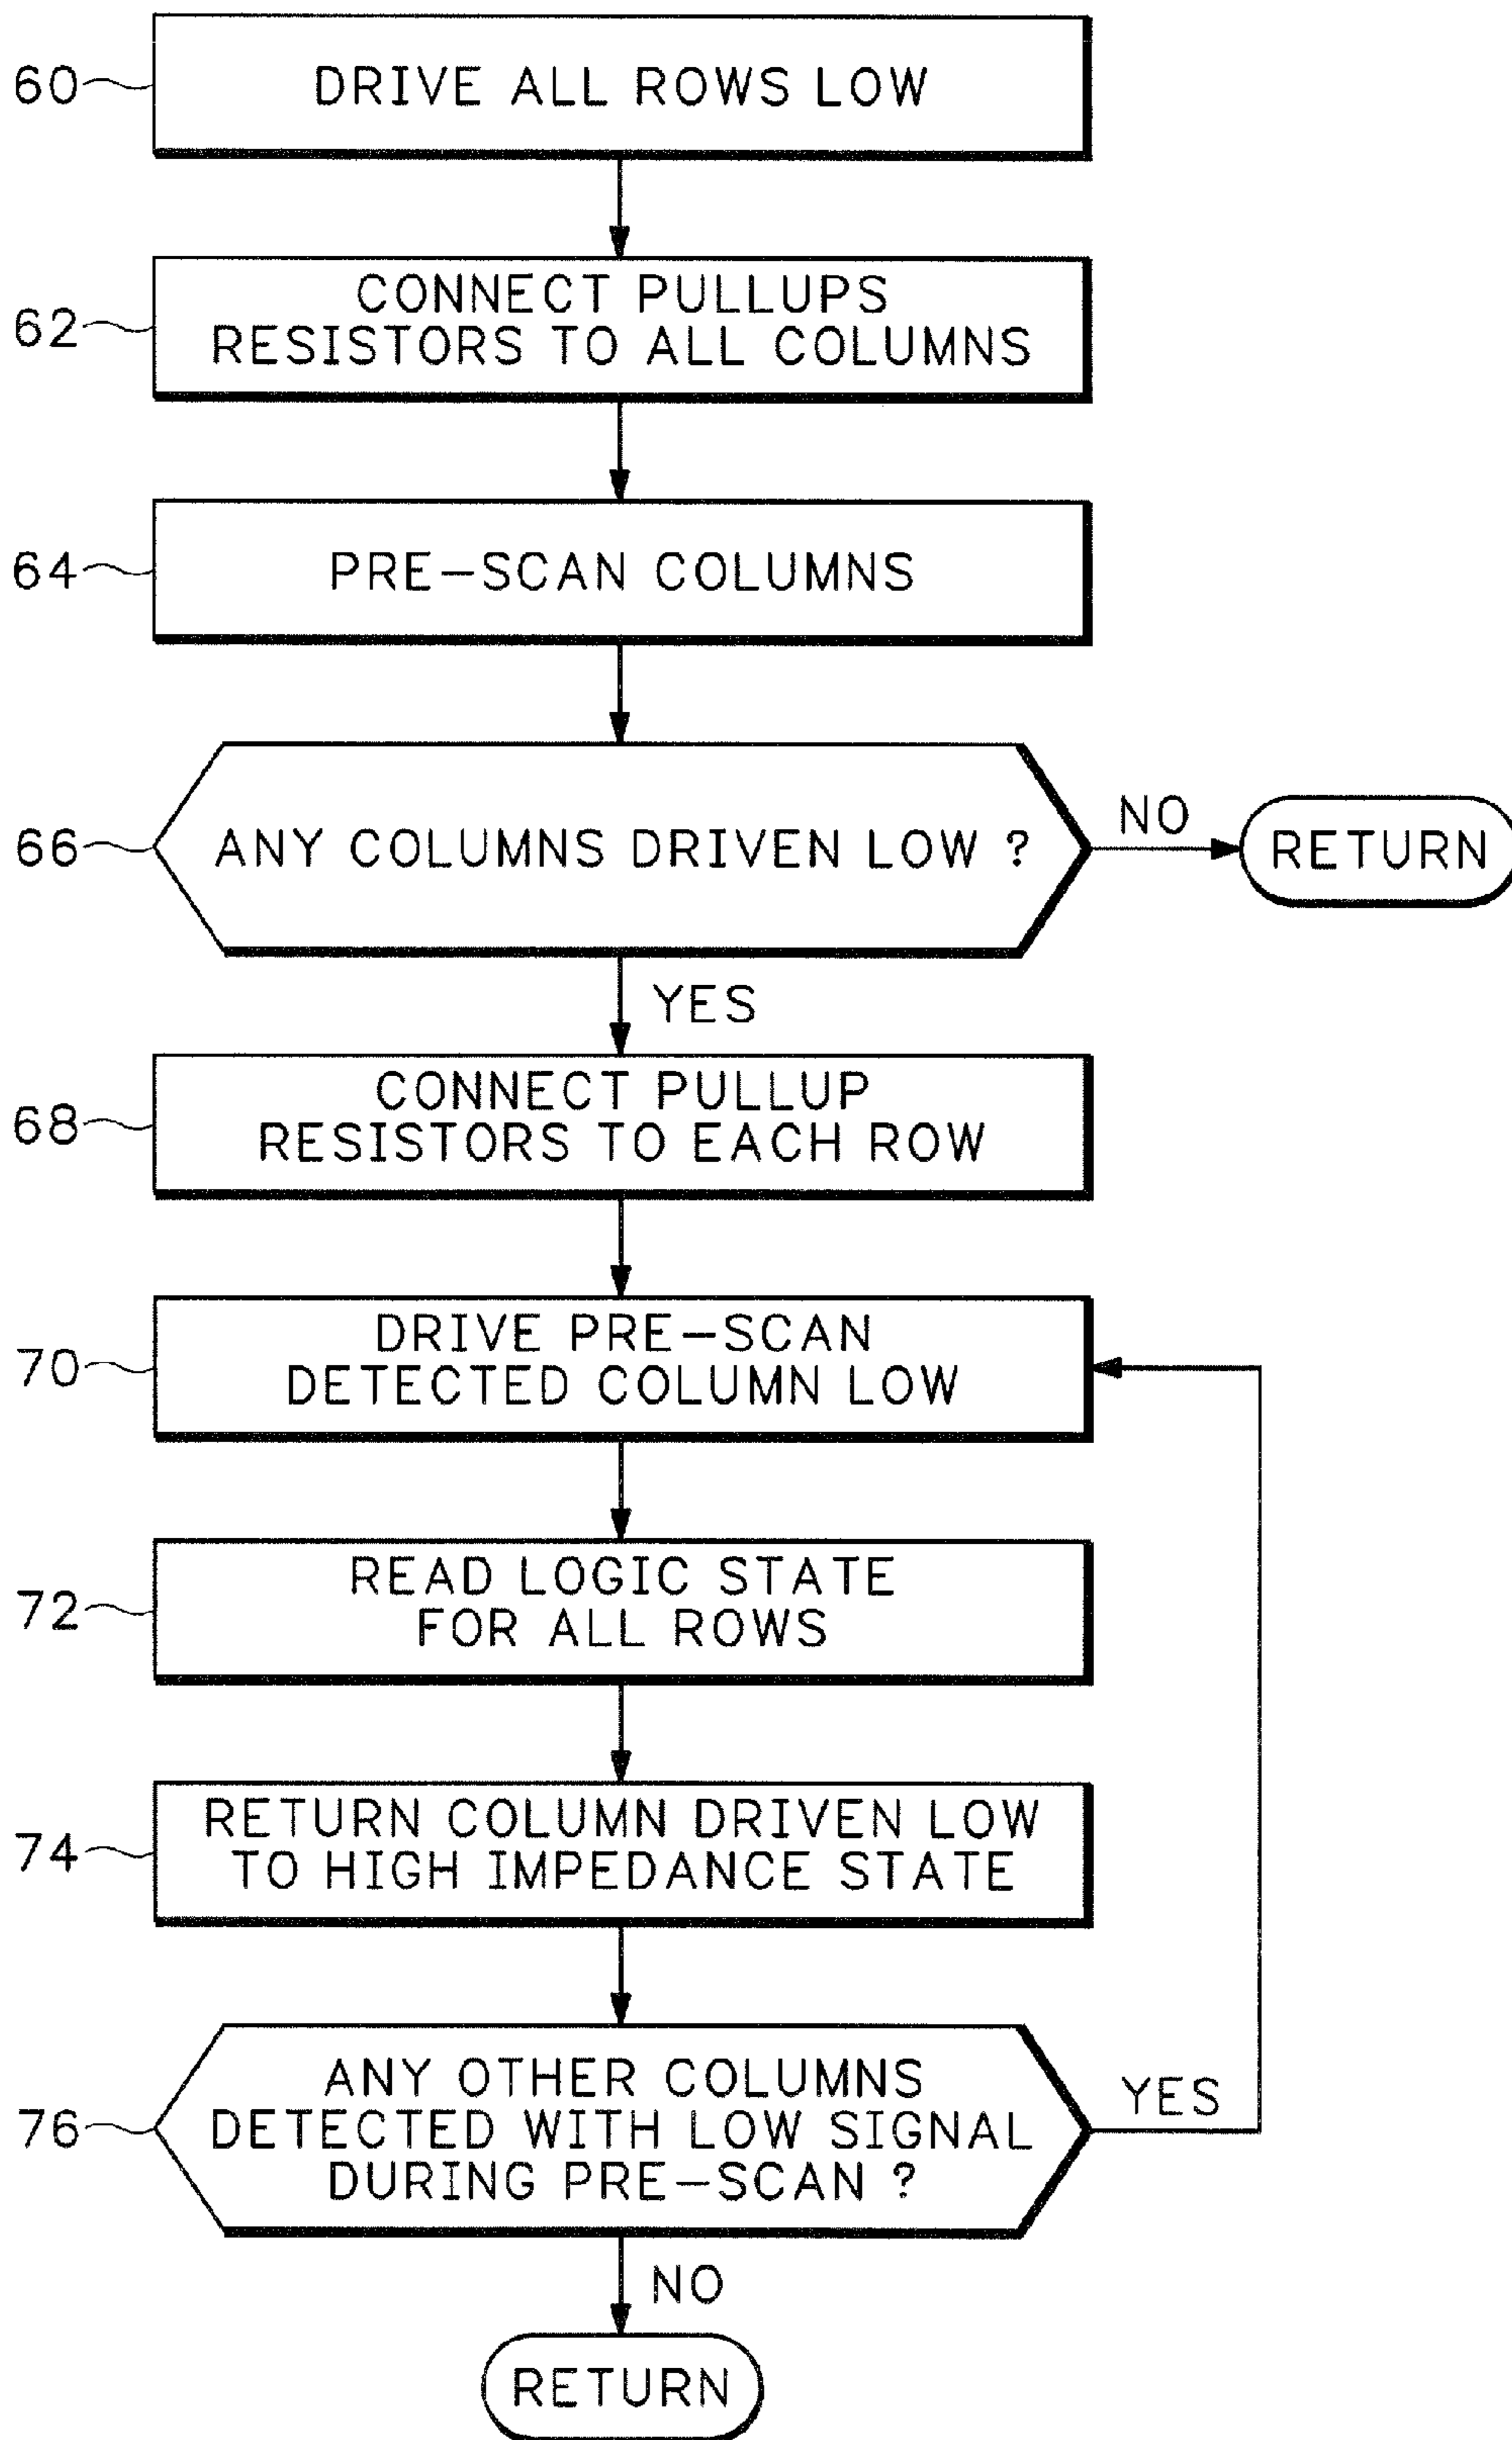 60
DRIVE ALL ROWS LOW
62
CONNECT PULLUPS
RESISTORS TO ALL COLUMNS
64
PRE-SCAN COLUMNS
66
ANY COLUMNS DRIVEN LOW ?
NO
RETURN
YES
68
CONNECT PULLUP
RESISTORS TO EACH ROW
70
DRIVE PRE-SCAN
DETECTED COLUMN LOW
72
READ LOGIC STATE
FOR ALL ROWS
74
RETURN COLUMN DRIVEN LOW
TO HIGH IMPEDANCE STATE
76
ANY OTHER COLUMNS
DETECTED WITH LOW SIGNAL
DURING PRE-SCAN ?
YES
NO
RETURN